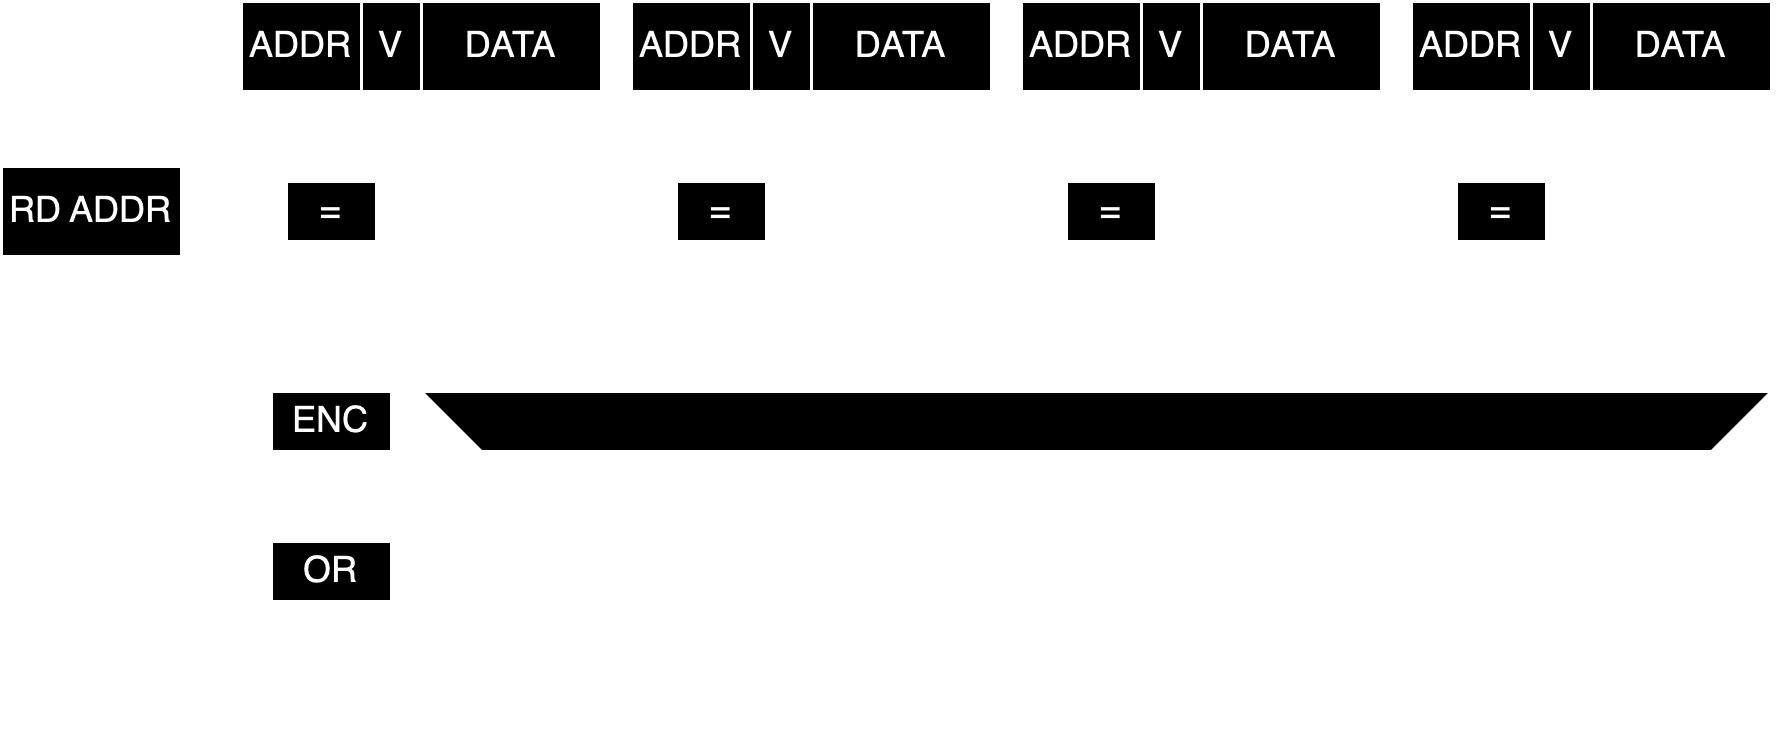 ADDR V DATA ADDR V DATA ADDR V DATA ADDR V DATA
RD ADDR = = = =
ENC
OR